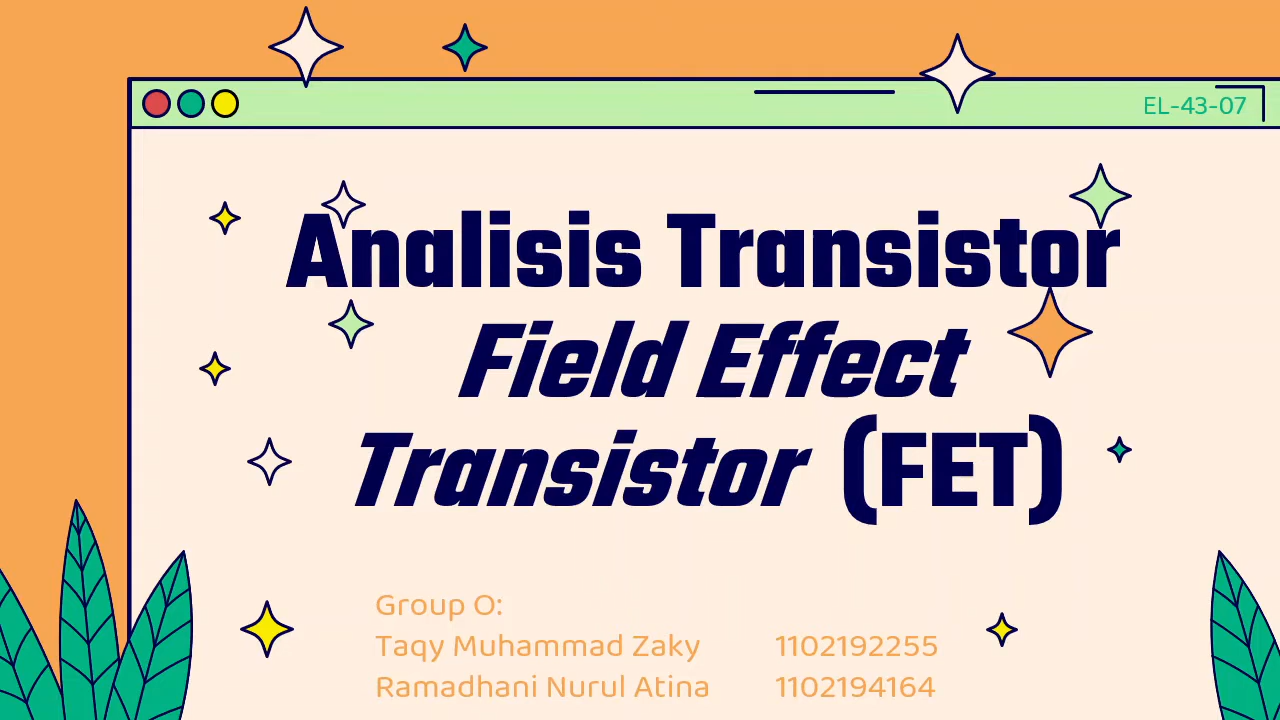 EL-43-07
Analisis Transistor
Field Effect
Transistor (FET)
Group O:
Taqy Muhammad Zaky 1102192255
Ramadhani Nurul Atina 1102194164